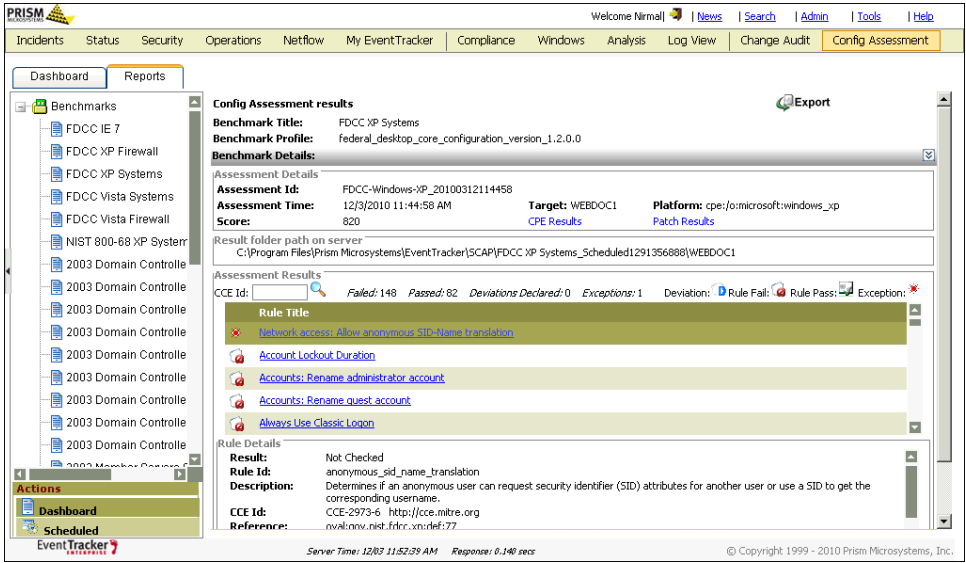 PRISM
MICROSYSTEMS
Welcome Nirmal| | News | Search | Admin | Tools | Help
Incidents Status Security Operations Netflow My EventTracker Compliance Windows Analysis Log View Change Audit Config Assessment
Dashboard Reports
Benchmarks
FDCC IE 7
FDCC XP Firewall
FDCC XP Systems
FDCC Vista Systems
FDCC Vista Firewall
NIST 800-68 XP System
2003 Domain Controlle
2003 Domain Controlle
2003 Domain Controlle
2003 Domain Controlle
2003 Domain Controlle
2003 Domain Controlle
2003 Domain Controlle
2003 Domain Controlle
2003 Domain Controlle
2003 Member Servers
Actions
Dashboard
Scheduled
Config Assessment results
Export
Benchmark Title: FDCC XP Systems
Benchmark Profile: federal_desktop_core_configuration_version_1.2.0.0
Benchmark Details:
Assessment Details
Assessment Id: FDCC-Windows-XP_20100312114458
Assessment Time: 12/3/2010 11:44:58 AM Target: WEBDOC1 Platform: cpe:/o:microsoft:windows_xp
Score: 820 CPE Results Patch Results
Result folder path on server
C:\Program Files\Prism Microsystems\EventTracker\SCAP\FDCC XP Systems_Scheduled1291356888\WEBDOC1
Assessment Results
CCE Id: Failed: 148 Passed: 82 Deviations Declared: 0 Exceptions: 1 Deviation: D Rule Fail: Rule Pass: Exception:
Rule Title
Network access: Allow anonymous SID-Name translation
Account Lockout Duration
Accounts: Rename administrator account
Accounts: Rename guest account
Always Use Classic Logon
Rule Details
Result: Not Checked
Rule Id: anonymous_sid_name_translation
Description: Determines if an anonymous user can request security identifier (SID) attributes for another user or use a SID to get the
corresponding username.
CCE Id: CCE-2973-6 http://cce.mitre.org
Reference: oval:gov.nist.fdcc.xp:def:77
EventTracker
ENTERPRISE
Server Time: 12/03 11:52:39 AM Response: 0.140 secs
© Copyright 1999 - 2010 Prism Microsystems, Inc.